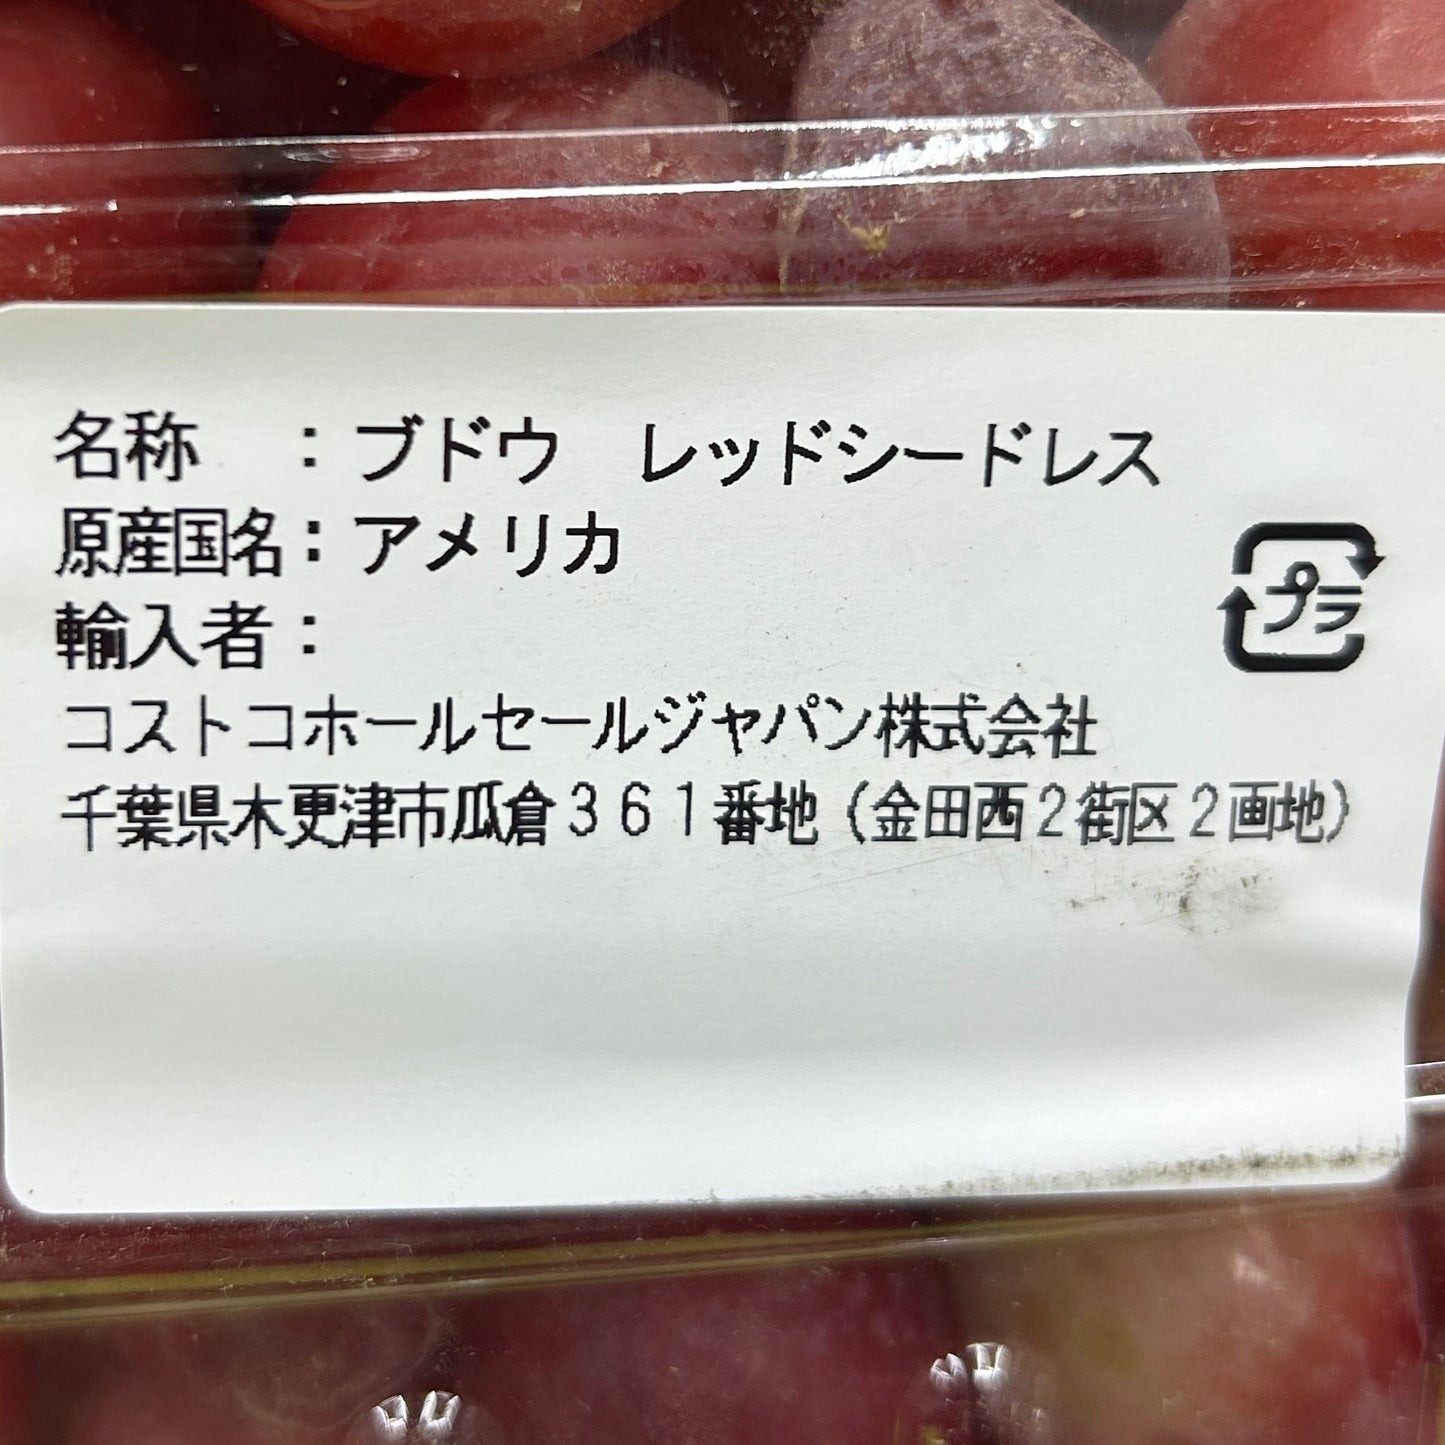 名称　：ブドウ　レッドシードレス
原産国名：アメリカ
輸入者：
プラ
コストコホールセールジャパン株式会社
千葉県木更津市瓜倉３６１番地（金田西２街区２画地）